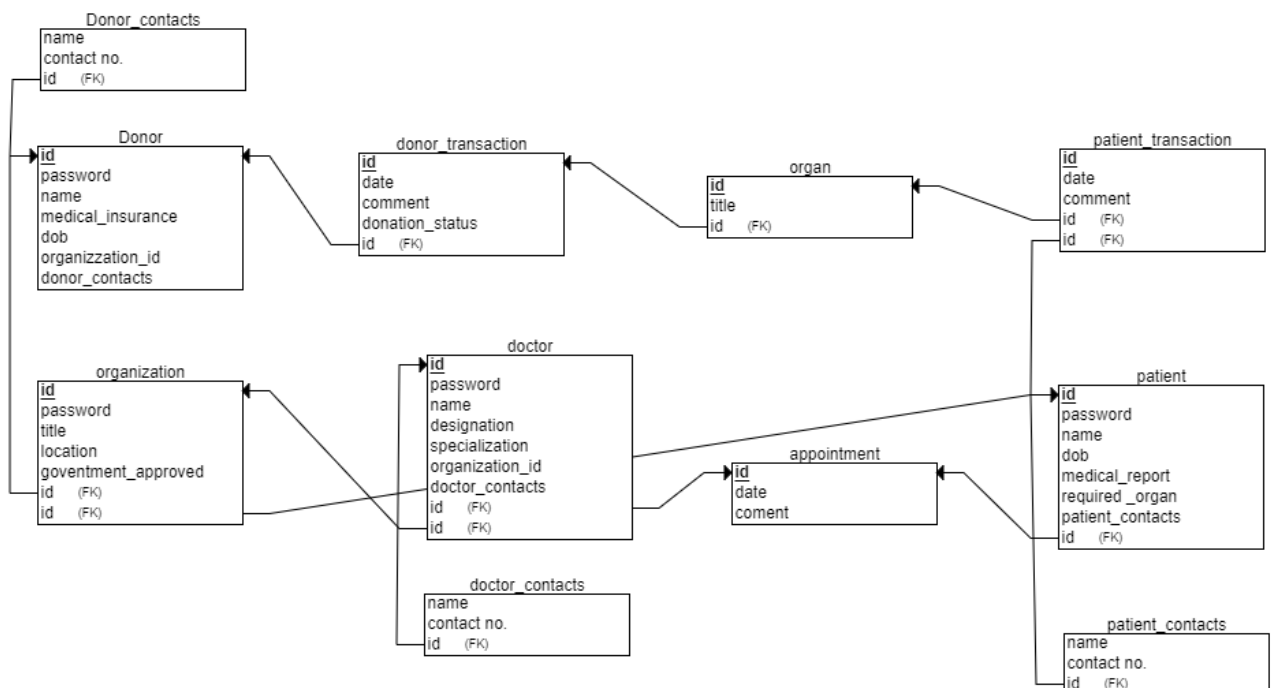 Donor_contacts
name
contact no.
id (FK)
Donor
id
password
name
medical_insurance
dob
organizzation_id
donor_contacts
donor_transaction
id
date
comment
donation_status
id (FK)
organ
id
title
id (FK)
patient_transaction
id
date
comment
id (FK)
id (FK)
organization
id
password
title
location
goventment_approved
id (FK)
id (FK)
doctor
id
password
name
designation
specialization
organization_id
doctor_contacts
id (FK)
id (FK)
appointment
id
date
coment
patient
id
password
name
dob
medical_report
required _organ
patient_contacts
id (FK)
doctor_contacts
name
contact no.
id (FK)
patient_contacts
name
contact no.
id (FK)